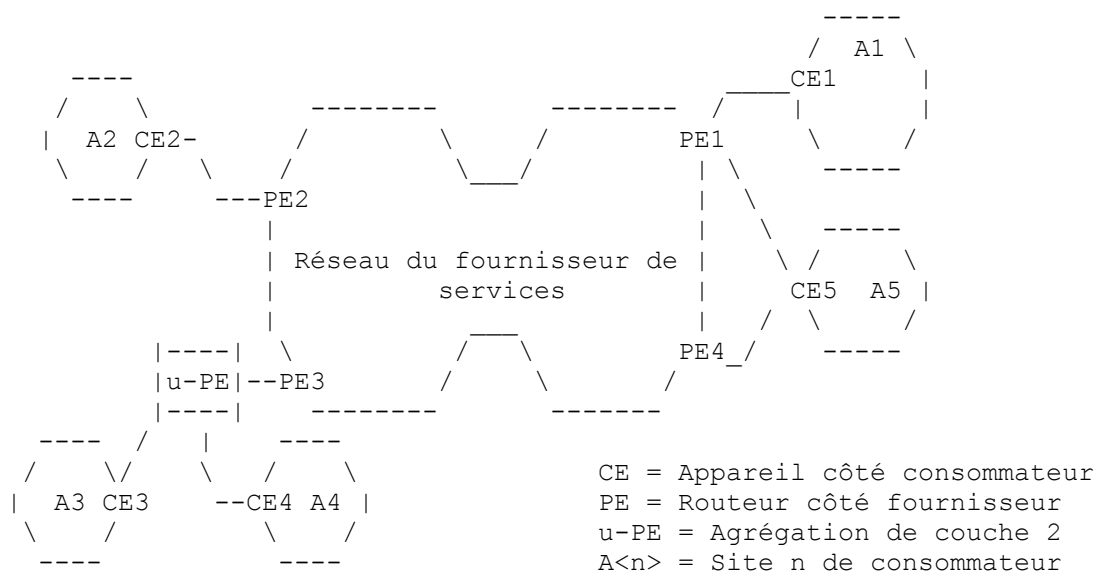 A1
CE1
A2 CE2
PE1
PE2
Réseau du fournisseur de
services
CE5 A5
PE4
u-PE PE3
A3 CE3 CE4 A4
CE = Appareil côté consommateur
PE = Routeur côté fournisseur
u-PE = Agrégation de couche 2
A<n> = Site n de consommateur